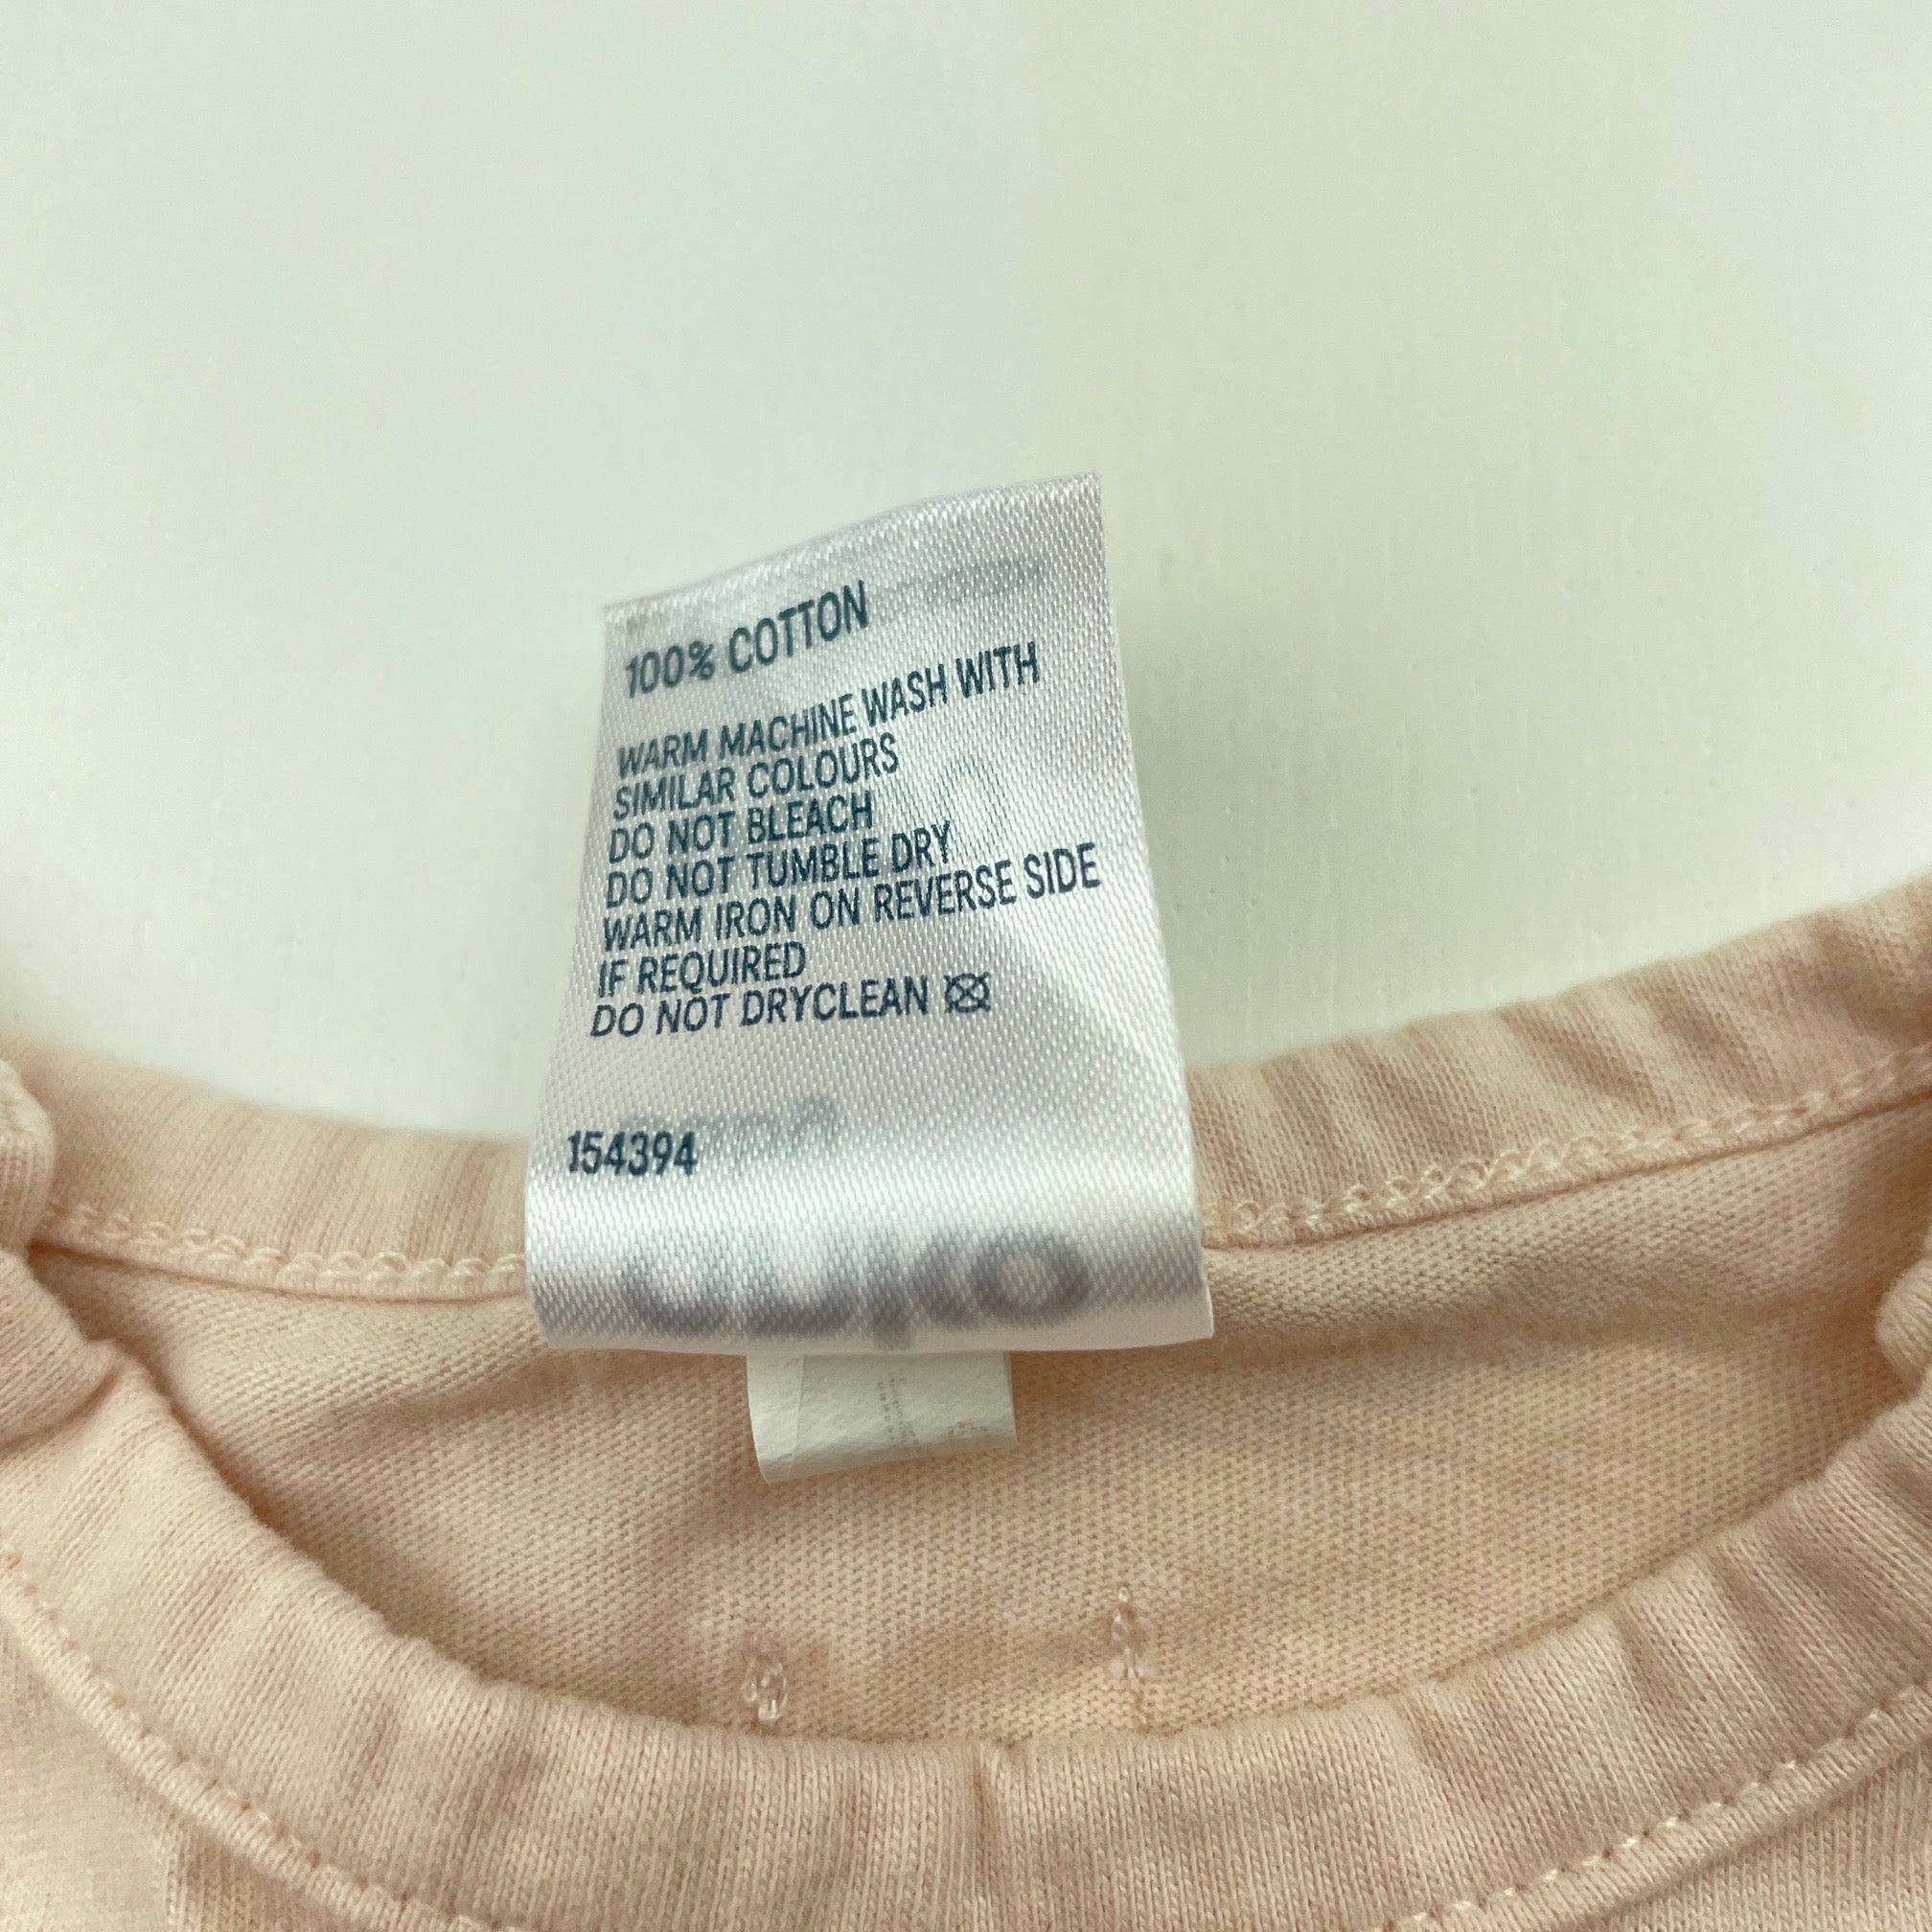 100% COTTON
WARM MACHINE WASH WITH
SIMILAR COLOURS
DO NOT BLEACH
DO NOT TUMBLE DRY
WARM IRON ON REVERSE SIDE
IF REQUIRED
DO NOT DRYCLEAN
154394